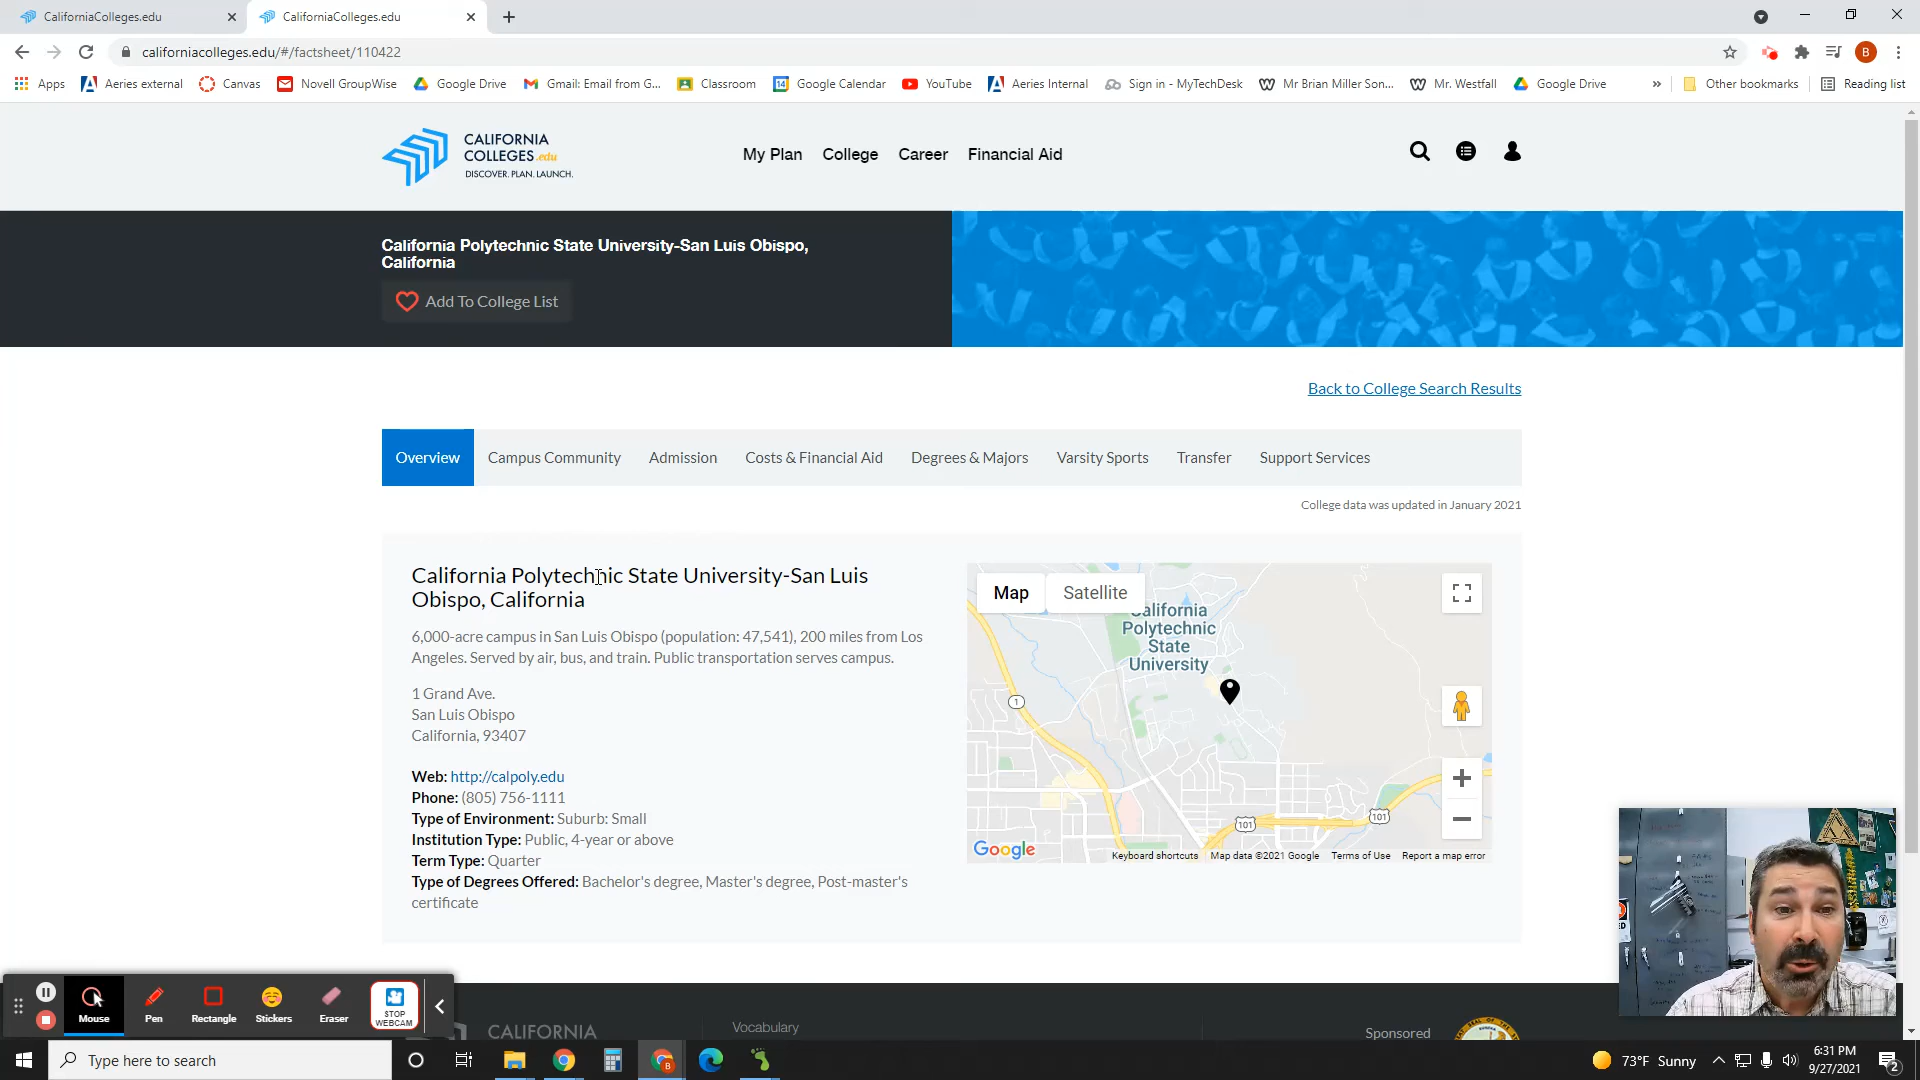 CaliforniaColleges.edu
CaliforniaColleges.edu
californiacolleges.edu/#/factsheet/110422
B
Apps
Aeries external
Canvas
Novell GroupWise
Google Drive
Gmail: Email from G...
Classroom
14
Google Calendar
YouTube
Aeries Internal
Sign in - MyTechDesk
Mr Brian Miller Son...
Mr. Westfall
Google Drive
»
Other bookmarks
Reading list
CALIFORNIA
COLLEGES.edu
DISCOVER. PLAN. LAUNCH.
My Plan
College
Career
Financial Aid
California Polytechnic State University-San Luis Obispo,
California
Add To College List
Back to College Search Results
Overview
Campus Community
Admission
Costs & Financial Aid
Degrees & Majors
Varsity Sports
Transfer
Support Services
College data was updated in January 2021
California Polytechnic State University-San Luis
Obispo, California
6,000-acre campus in San Luis Obispo (population: 47,541), 200 miles from Los
Angeles. Served by air, bus, and train. Public transportation serves campus.
1 Grand Ave.
San Luis Obispo
California, 93407
Web: http://calpoly.edu
Phone: (805) 756-1111
Type of Environment: Suburb: Small
Institution Type: Public, 4-year or above
Term Type: Quarter
Type of Degrees Offered: Bachelor's degree, Master's degree, Post-master's
certificate
Map
Satellite
California
Polytechnic
State
University
1
101
101
Google
Keyboard shortcuts
Map data ©2021 Google
Terms of Use
Report a map error
Mouse
Pen
Rectangle
Stickers
Eraser
STOP
WEBCAM
CALIFORNIA
Vocabulary
Sponsored
Type here to search
B
73°F Sunny
6:31 PM
9/27/2021
2